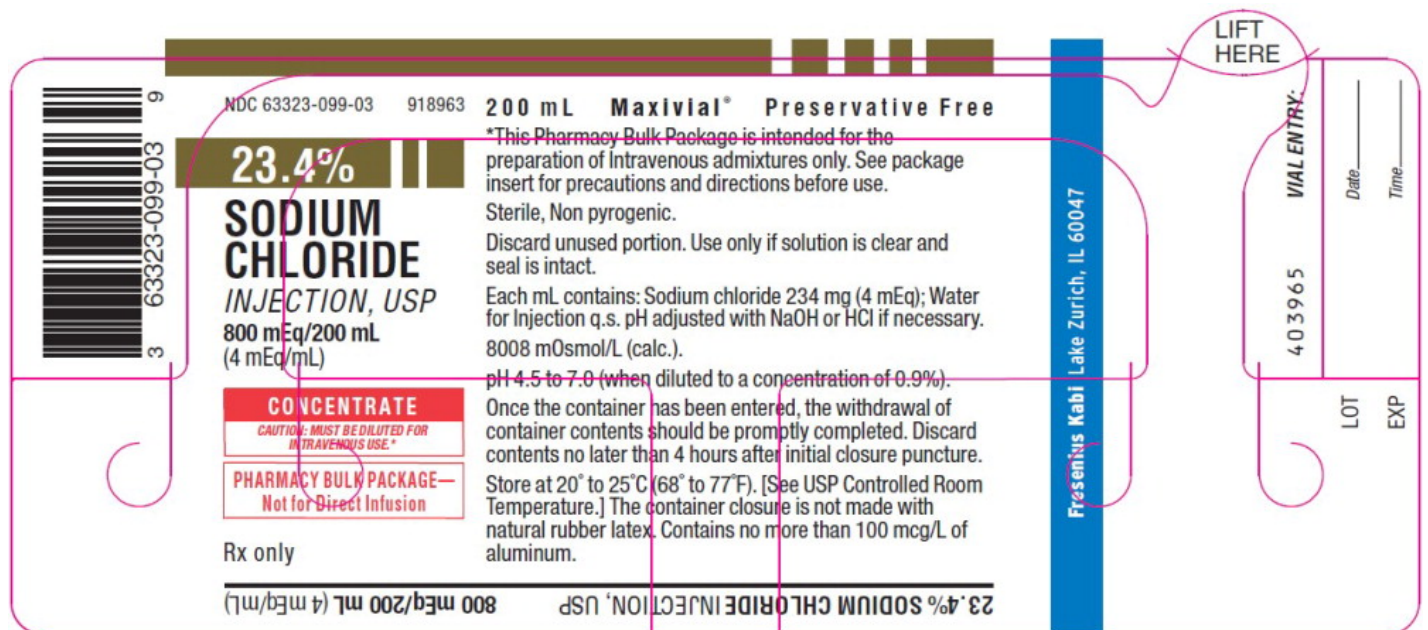 LIFT
HERE
9
63323-099-03
3
NDC 63323-099-03 918963
23.4%
SODIUM
CHLORIDE
INJECTION, USP
800 mEq/200 mL
(4 mEq/mL)
CONCENTRATE
CAUTION: MUST BE DILUTED FOR
INTRAVENOUS USE.*
PHARMACY BULK PACKAGE—
Not for Direct Infusion
Rx only
200 mL Maxivial® Preservative Free
*This Pharmacy Bulk Package is intended for the
preparation of Intravenous admixtures only. See package
insert for precautions and directions before use.
Sterile, Non pyrogenic.
Discard unused portion. Use only if solution is clear and
seal is intact.
Each mL contains: Sodium chloride 234 mg (4 mEq); Water
for Injection q.s. pH adjusted with NaOH or HCl if necessary.
8008 mOsmol/L (calc.).
pH 4.5 to 7.0 (when diluted to a concentration of 0.9%).
Once the container has been entered, the withdrawal of
container contents should be promptly completed. Discard
contents no later than 4 hours after initial closure puncture.
Store at 20° to 25°C (68° to 77°F). [See USP Controlled Room
Temperature.] The container closure is not made with
natural rubber latex. Contains no more than 100 mcg/L of
aluminum.
23.4% SODIUM CHLORIDE INJECTION, USP 800 mEq/200 mL (4 mEq/mL)
Fresenius Kabi Lake Zurich, IL 60047
403965 VIAL ENTRY:
Date
Time
LOT
EXP